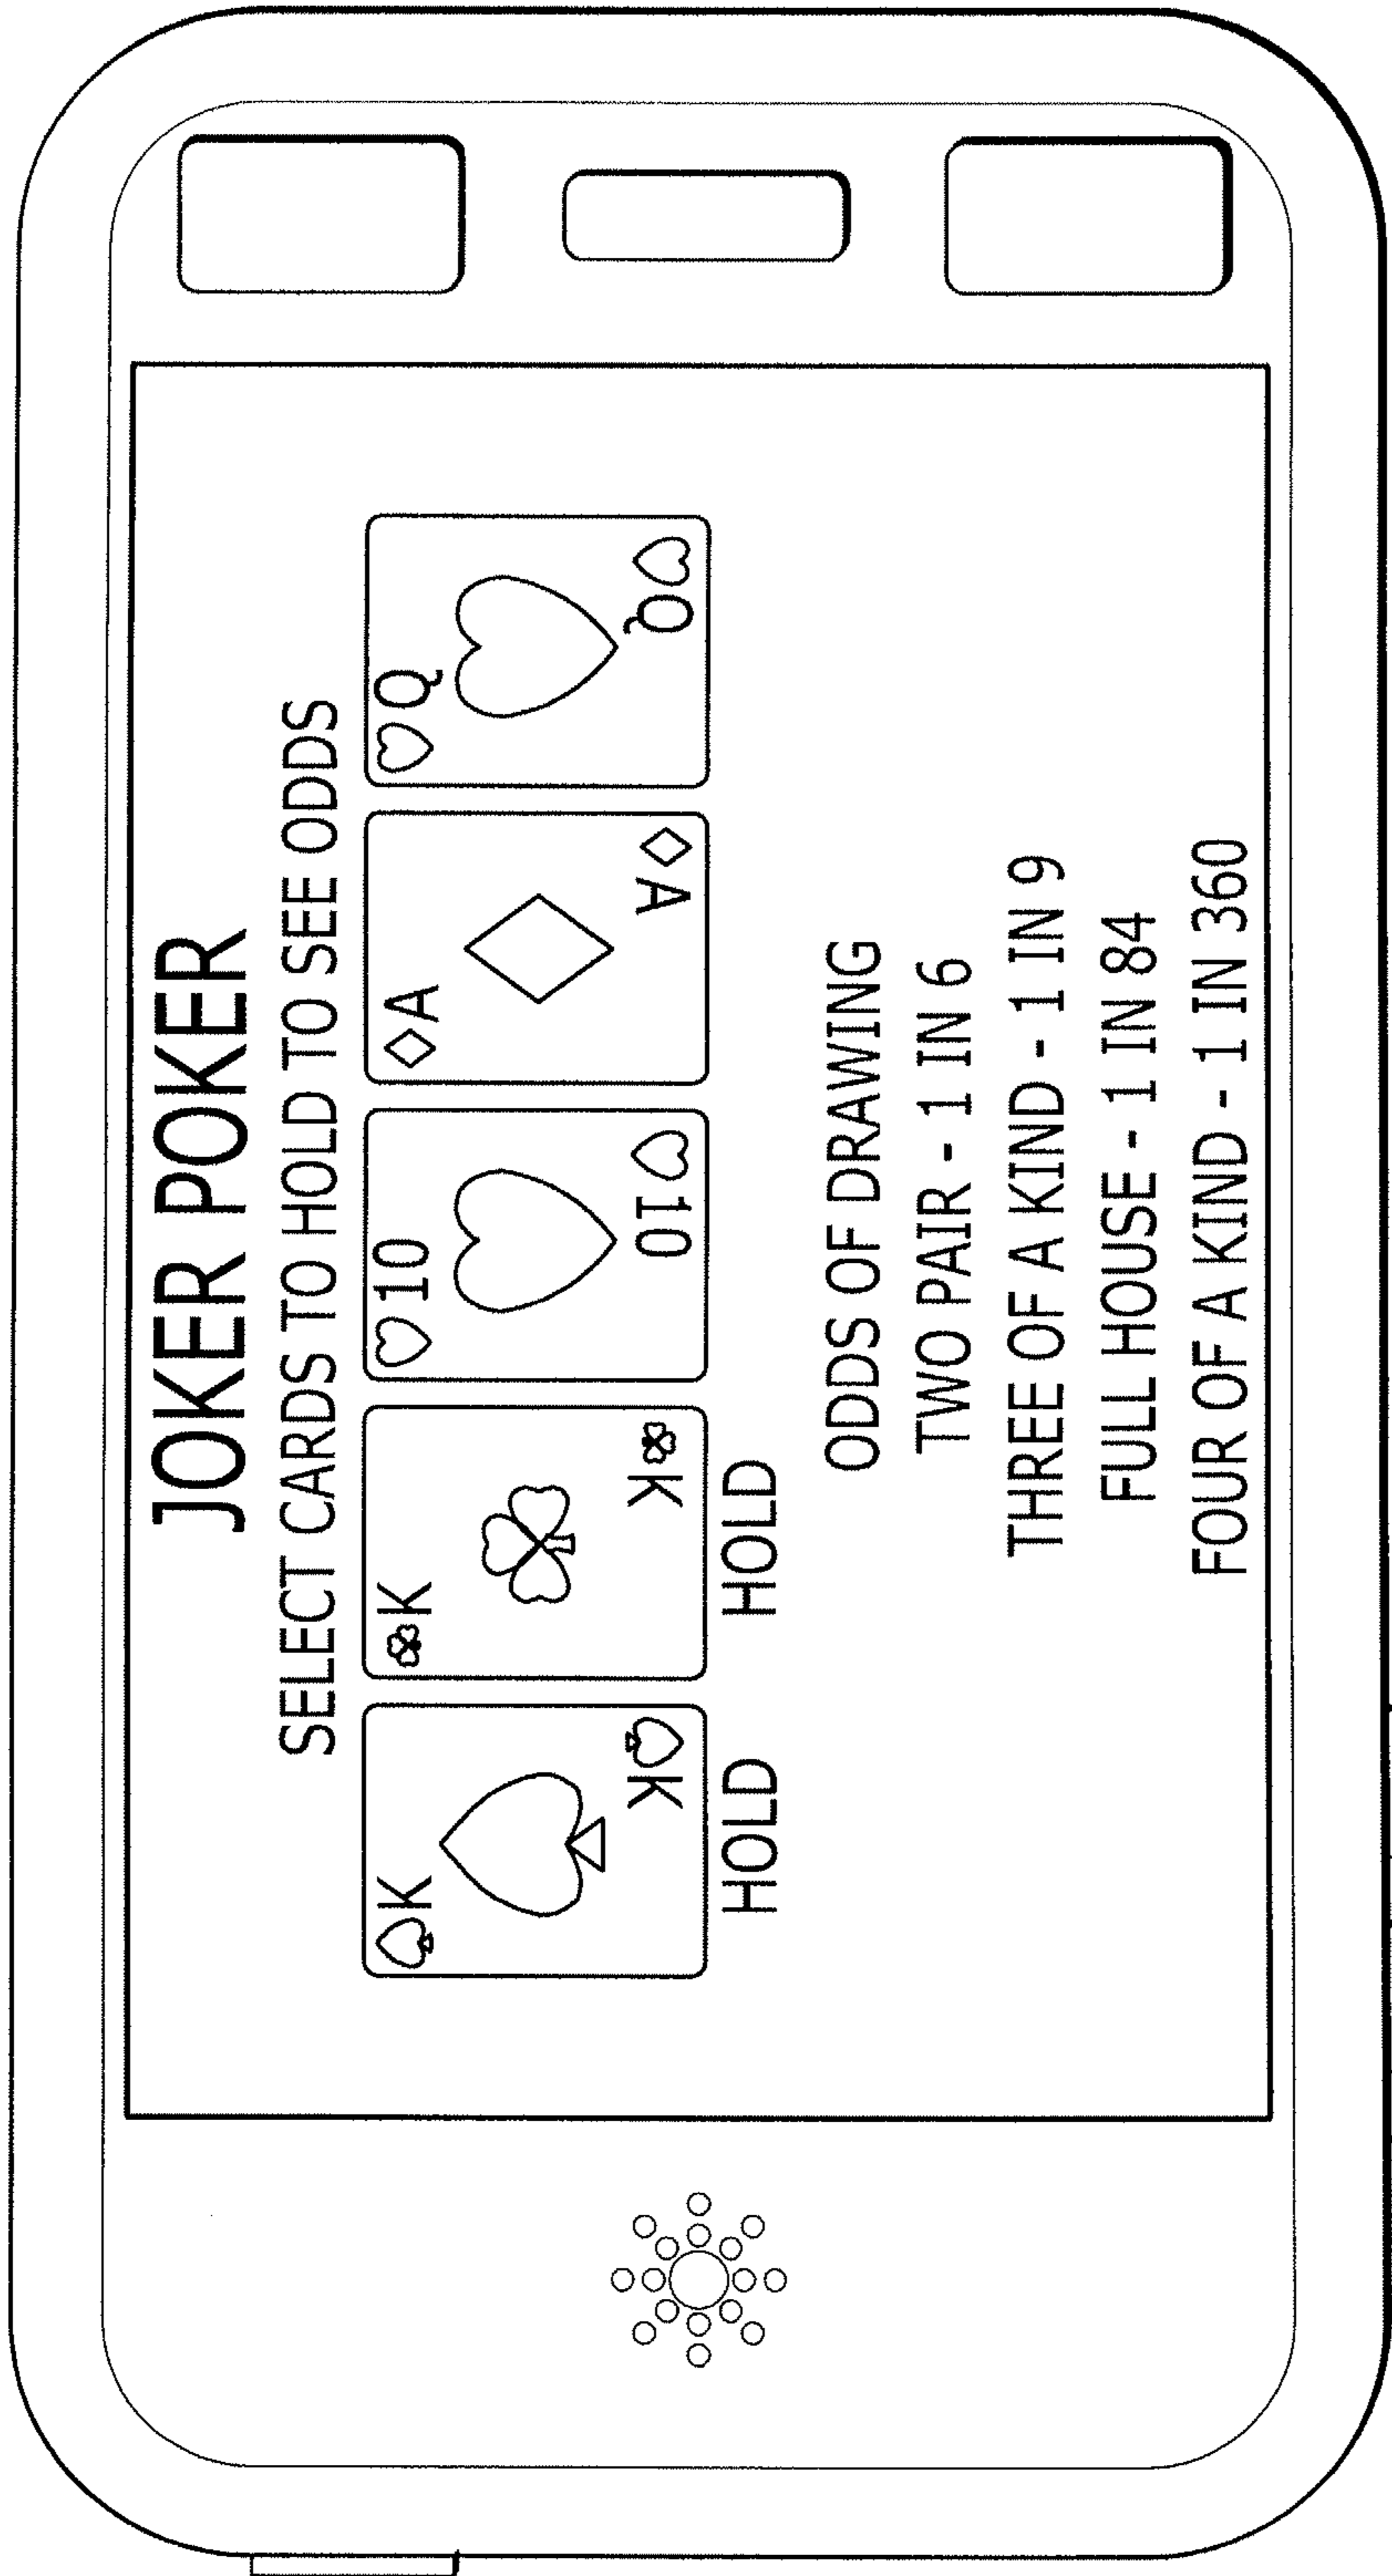 JOKER POKER
SELECT CARDS TO HOLD TO SEE ODDS
K K 10 A Q
K K 10 A Q
HOLD HOLD
ODDS OF DRAWING
TWO PAIR - 1 IN 6
THREE OF A KIND - 1 IN 9
FULL HOUSE - 1 IN 84
FOUR OF A KIND - 1 IN 360